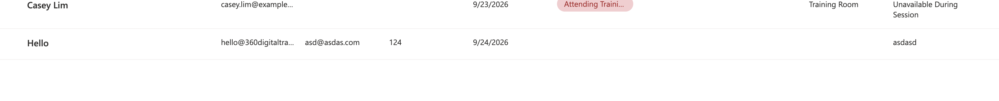 Casey Lim casey.lim@example... 9/23/2026 Attending Traini... Training Room Unavailable During
Session
Hello hello@360digitaltra... asd@asdas.com 124 9/24/2026 asdasd